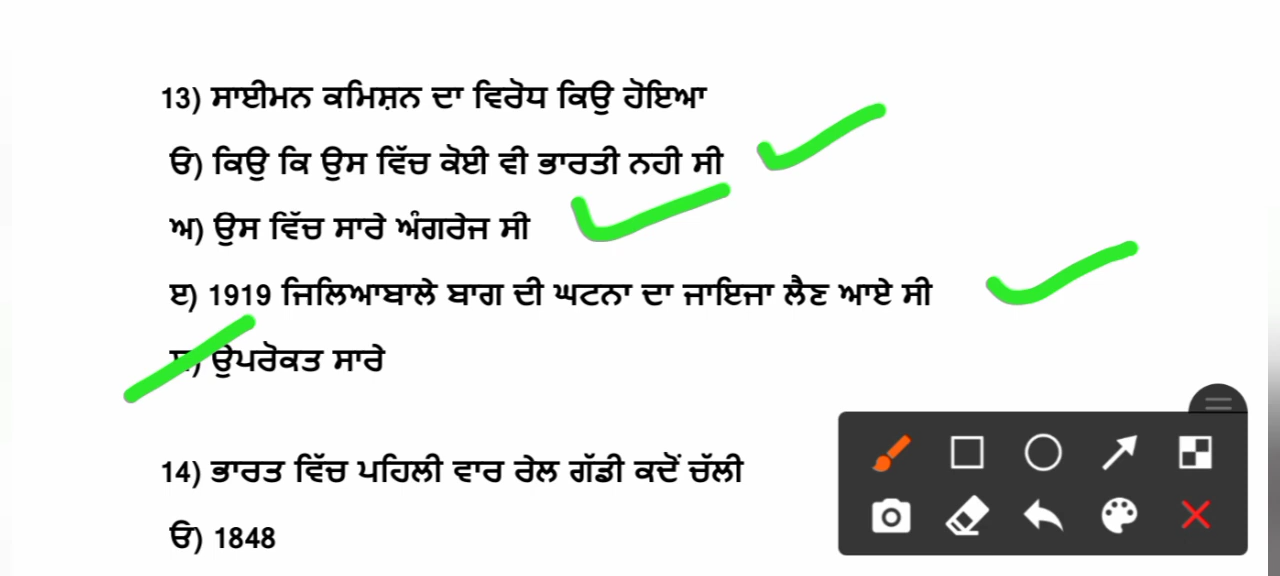 13) ਸਾਈਮਨ ਕਮਿਸ਼ਨ ਦਾ ਵਿਰੋਧ ਕਿਉ ਹੋਇਆ
ਓ) ਕਿਉ ਕਿ ਉਸ ਵਿੱਚ ਕੋਈ ਵੀ ਭਾਰਤੀ ਨਹੀ ਸੀ
ਅ) ਉਸ ਵਿੱਚ ਸਾਰੇ ਅੰਗਰੇਜ ਸੀ
ੲ) 1919 ਜਿਲਿਆਬਾਲੇ ਬਾਗ ਦੀ ਘਟਨਾ ਦਾ ਜਾਇਜਾ ਲੈਣ ਆਏ ਸੀ
ਉਪਰੋਕਤ ਸਾਰੇ
14) ਭਾਰਤ ਵਿੱਚ ਪਹਿਲੀ ਵਾਰ ਰੇਲ ਗੱਡੀ ਕਦੋਂ ਚੱਲੀ
ਓ) 1848